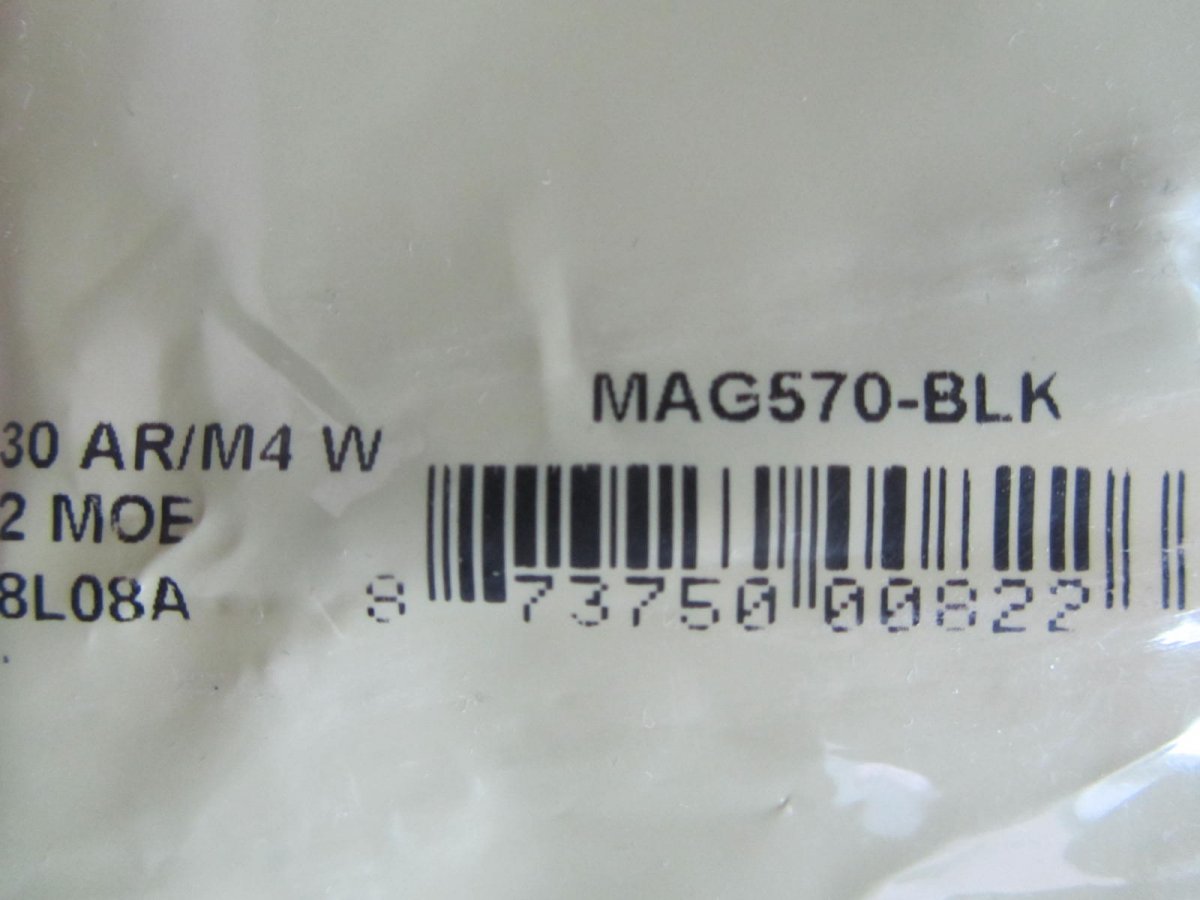 MAG570-BLK
30 AR/M4 W
2 MOE
8L08A
8 73750 00822